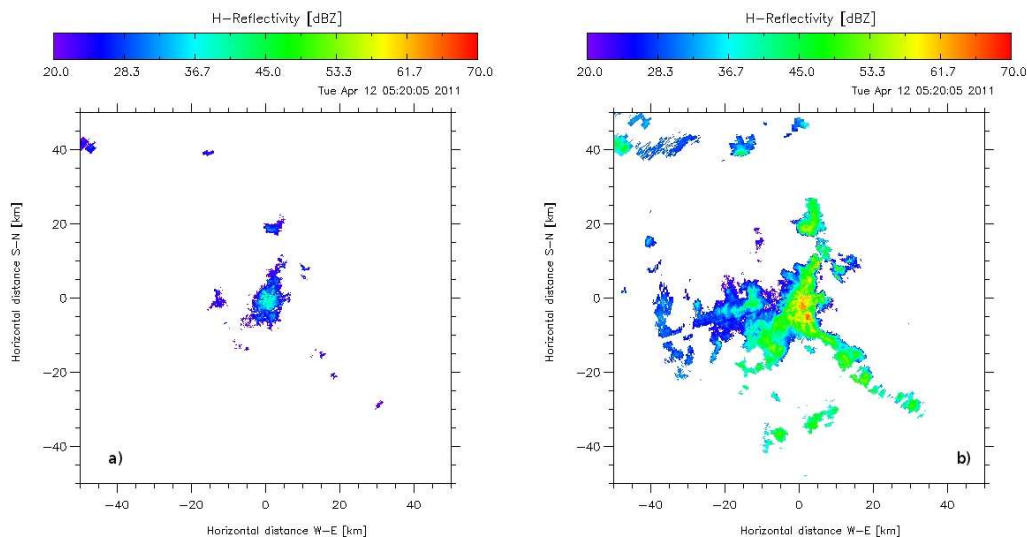 H-Reflectivity [dBZ]
20.0 28.3 36.7 45.0 53.3 61.7 70.0
Tue Apr 12 05:20:05 2011
40
20
0
-20
-40
Horizontal distance S-N [km]
a)
-40 -20 0 20 40
Horizontal distance W-E [km]
H-Reflectivity [dBZ]
20.0 28.3 36.7 45.0 53.3 61.7 70.0
Tue Apr 12 05:20:05 2011
40
20
0
-20
-40
Horizontal distance S-N [km]
b)
-40 -20 0 20 40
Horizontal distance W-E [km]